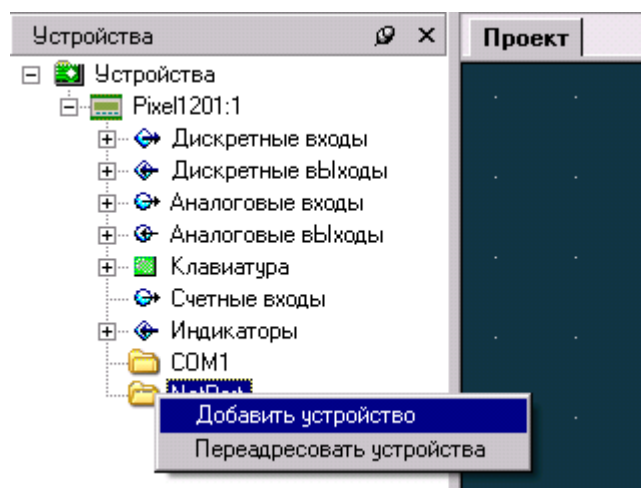 Устройства
Проект
Устройства
Pixel1201:1
Дискретные входы
Дискретные вЫходы
Аналоговые входы
Аналоговые вЫходы
Клавиатура
Счетные входы
Индикаторы
COM1
Добавить устройство
Переадресовать устройства